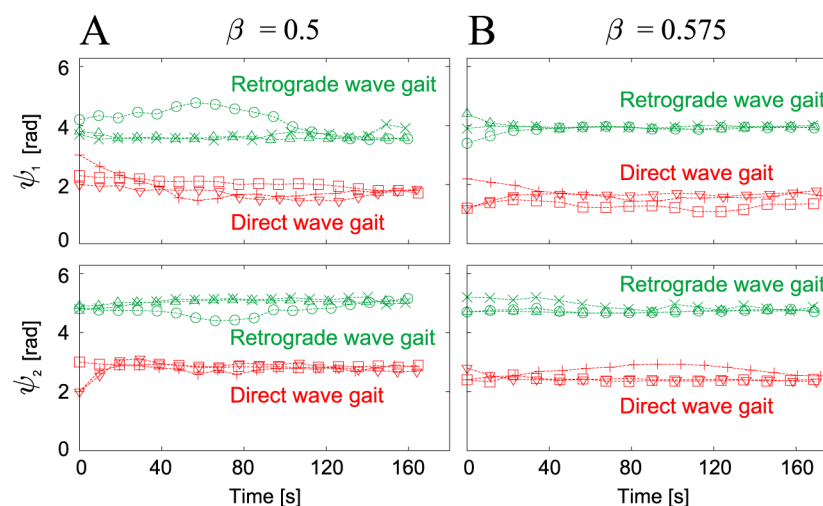 A β = 0.5
B β = 0.575
6
4
2
0
ψ1 [rad]
Retrograde wave gait
Direct wave gait
Retrograde wave gait
Direct wave gait
6
4
2
0
ψ2 [rad]
Retrograde wave gait
Direct wave gait
Retrograde wave gait
Direct wave gait
0 40 80 120 160
0 40 80 120 160
Time [s]
Time [s]